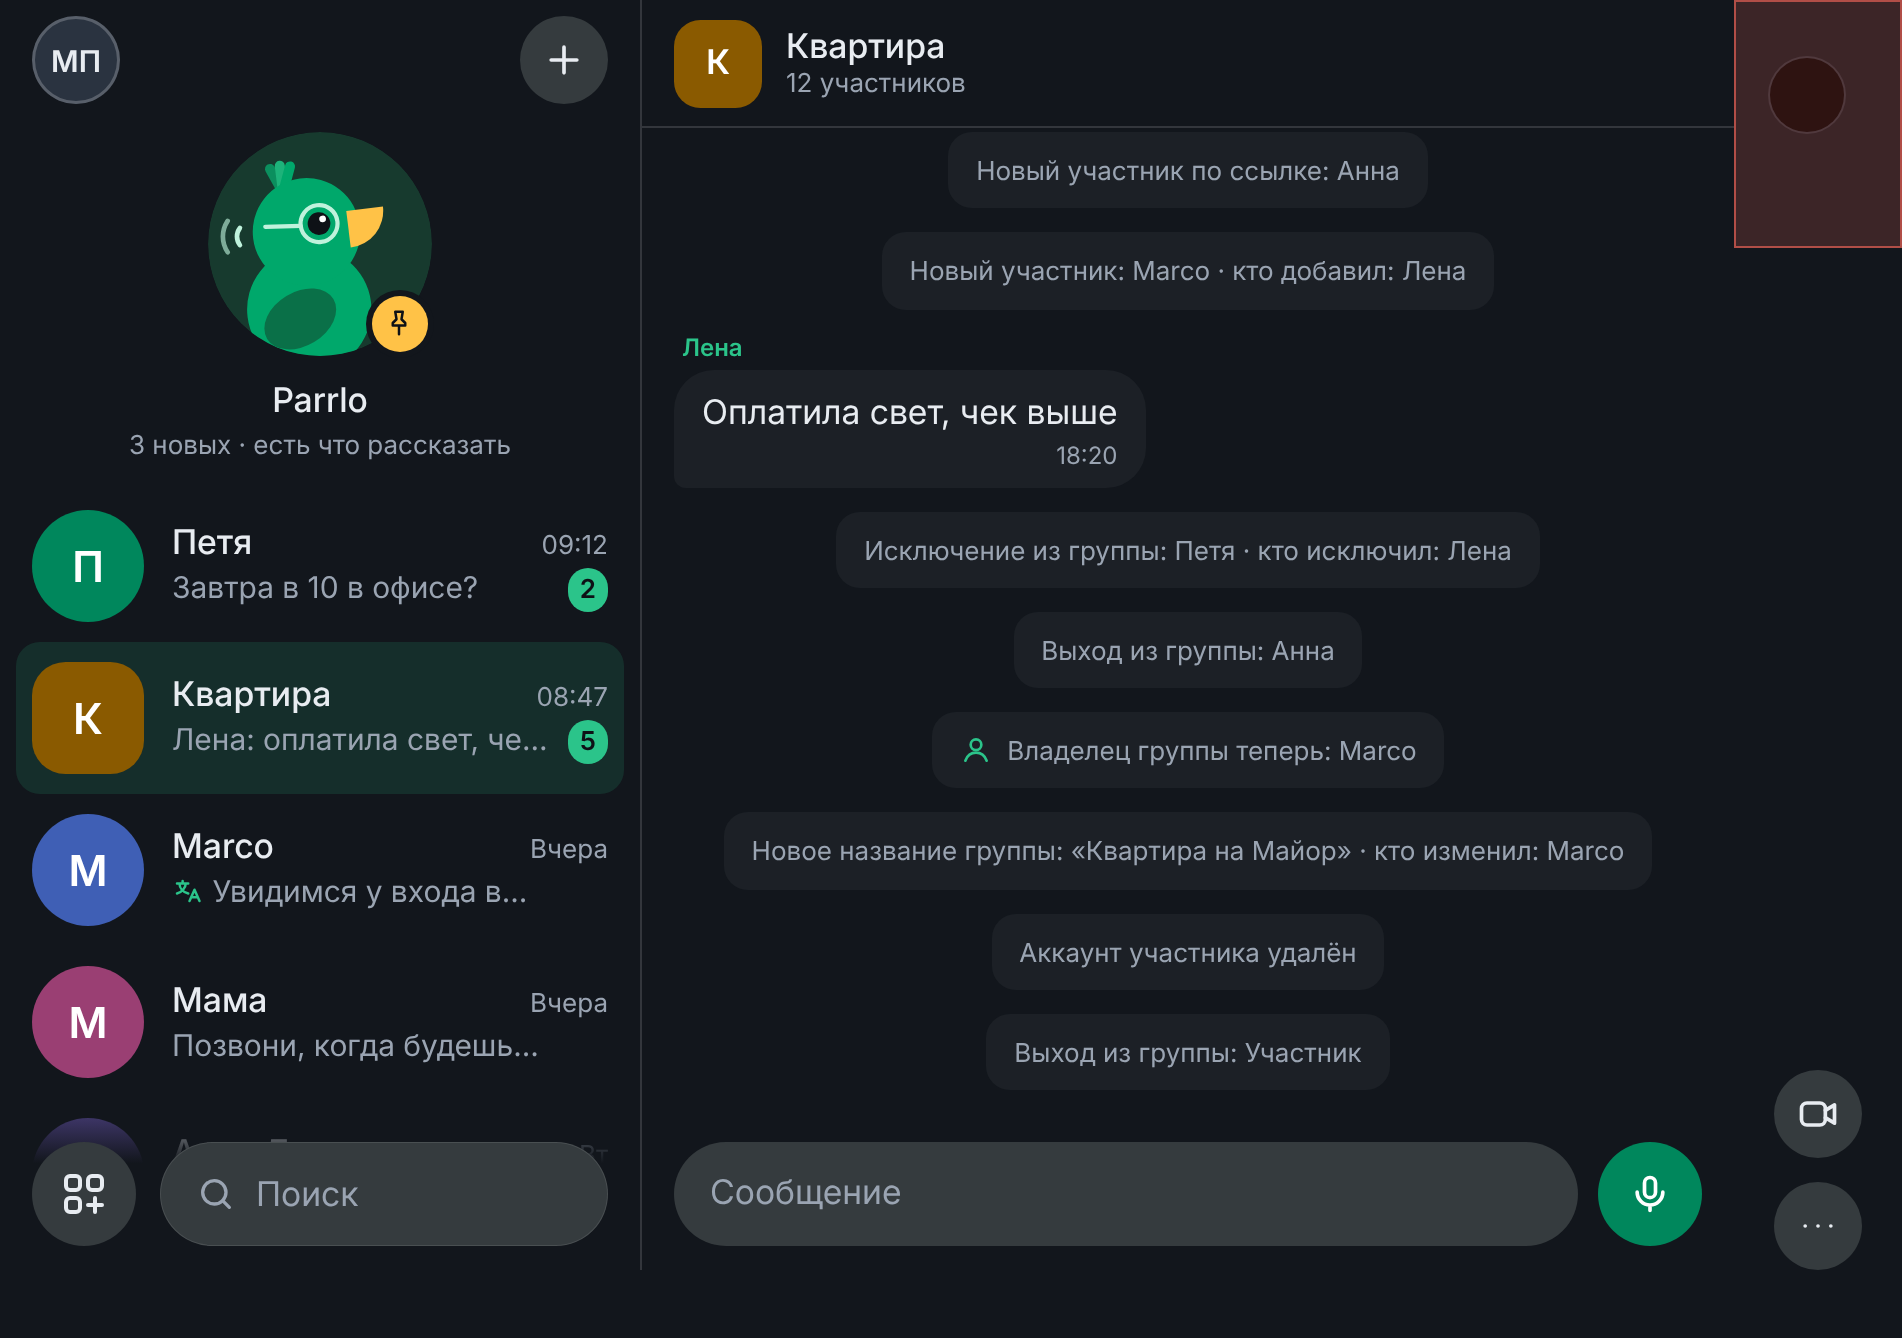 МП
Parrlo
3 новых · есть что рассказать
П
Петя
09:12
Завтра в 10 в офисе?
2
К
Квартира
08:47
Лена: оплатила свет, че...
5
M
Marco
Вчера
Увидимся у входа в...
М
Мама
Вчера
Позвони, когда будешь...
Поиск
К
Квартира
12 участников
Новый участник по ссылке: Анна
Новый участник: Marco · кто добавил: Лена
Лена
Оплатила свет, чек выше
18:20
Исключение из группы: Петя · кто исключил: Лена
Выход из группы: Анна
Владелец группы теперь: Marco
Новое название группы: «Квартира на Майор» · кто изменил: Marco
Аккаунт участника удалён
Выход из группы: Участник
Сообщение